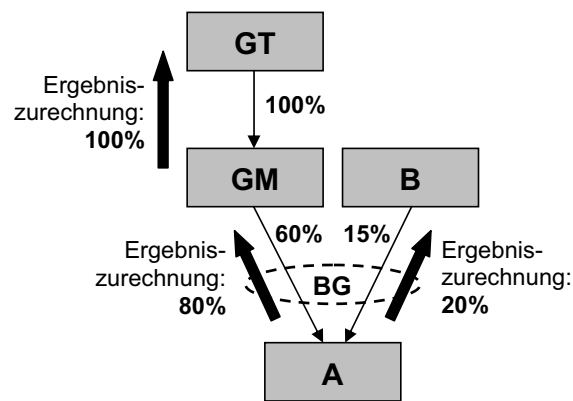 GT
Ergebnis-
zurechnung:
100%
100%
GM
B
60%
15%
Ergebnis-
zurechnung:
80%
BG
Ergebnis-
zurechnung:
20%
A